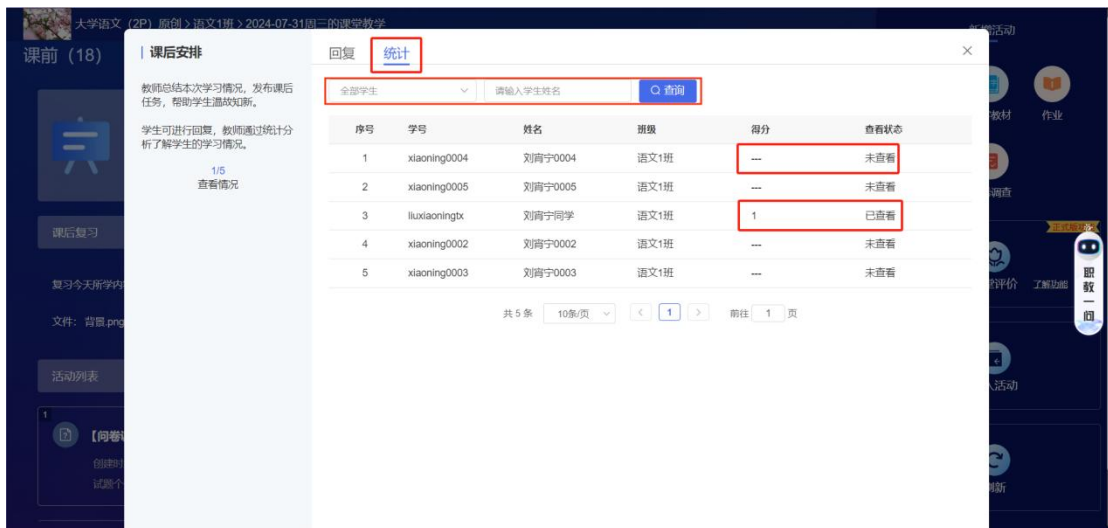 大学语文 (2P) 原创 > 语文1班 > 2024-07-31周三的课堂教学
课前 (18)
课后复习
复习今天所学内
文件: 背景.png
活动列表
1
【问卷
创建时
试题个
课后安排
教师总结本次学习情况，发布课后
任务，帮助学生温故知新。
学生可进行回复，教师通过统计分
析了解学生的学习情况。
1/5
查看情况
回复 统计
全部学生 请输入学生姓名 查询
序号 学号 姓名 班级 得分 查看状态
1 xiaoning0004 刘宵宁0004 语文1班 --- 未查看
2 xiaoning0005 刘宵宁0005 语文1班 --- 未查看
3 liuxiaoningtx 刘宵宁同学 语文1班 1 已查看
4 xiaoning0002 刘宵宁0002 语文1班 --- 未查看
5 xiaoning0003 刘宵宁0003 语文1班 --- 未查看
共 5 条 10条/页 < 1 > 前往 1 页
活动
教材 作业
调查
正式版
评价 了解功能
职教一问
入活动
刷新